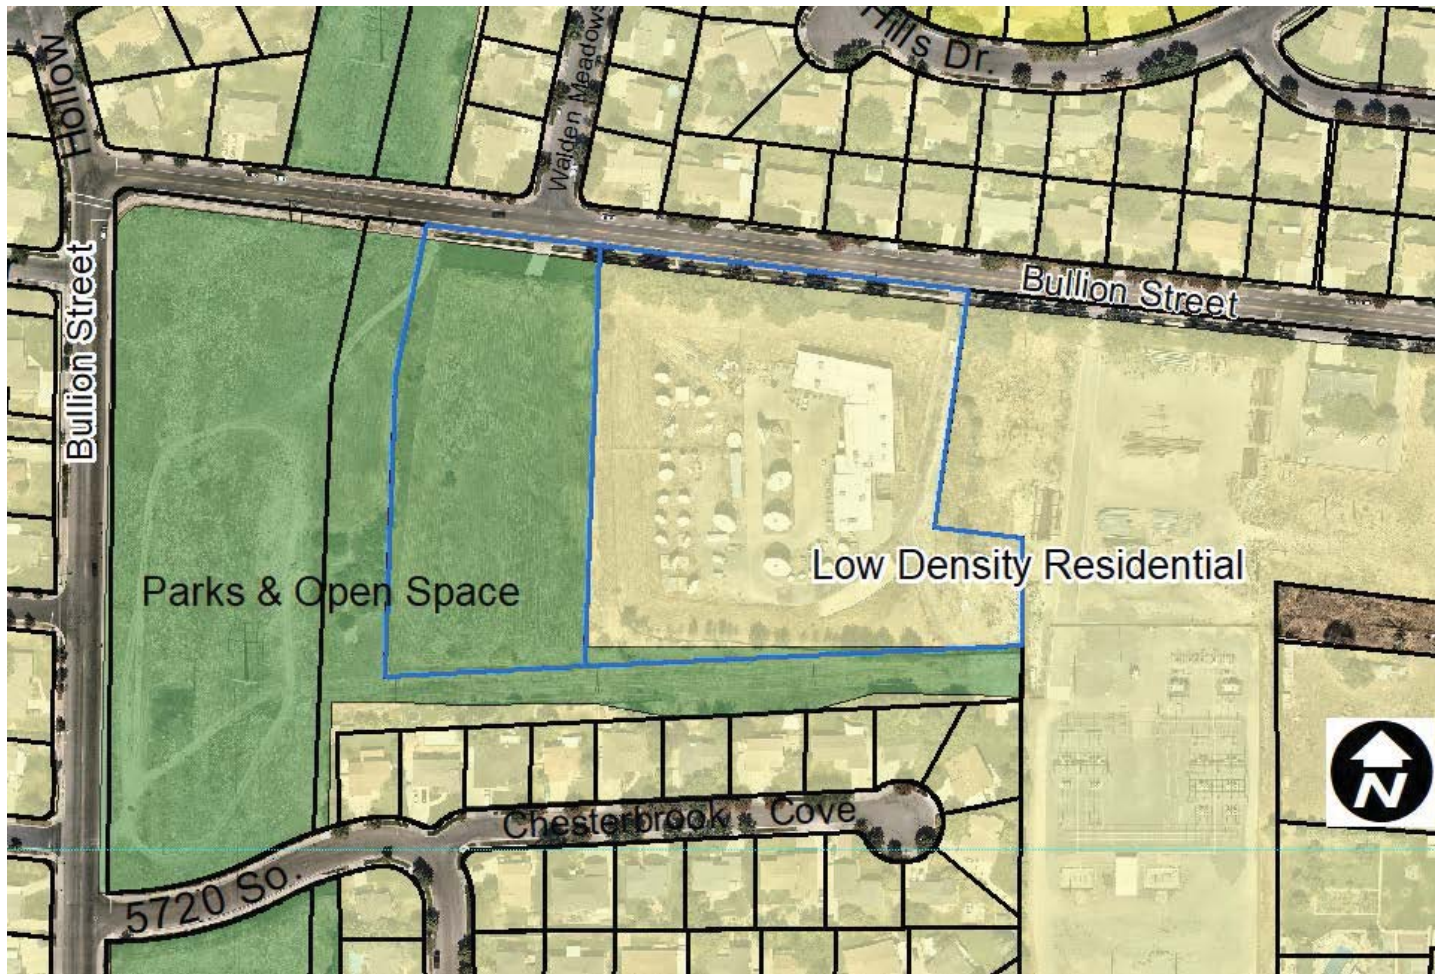 Hollow
Walden Meadows
Hills Dr.
Bullion Street
Bullion Street
Low Density Residential
Parks & Open Space
N
Chesterbrook Cove
5720 So.